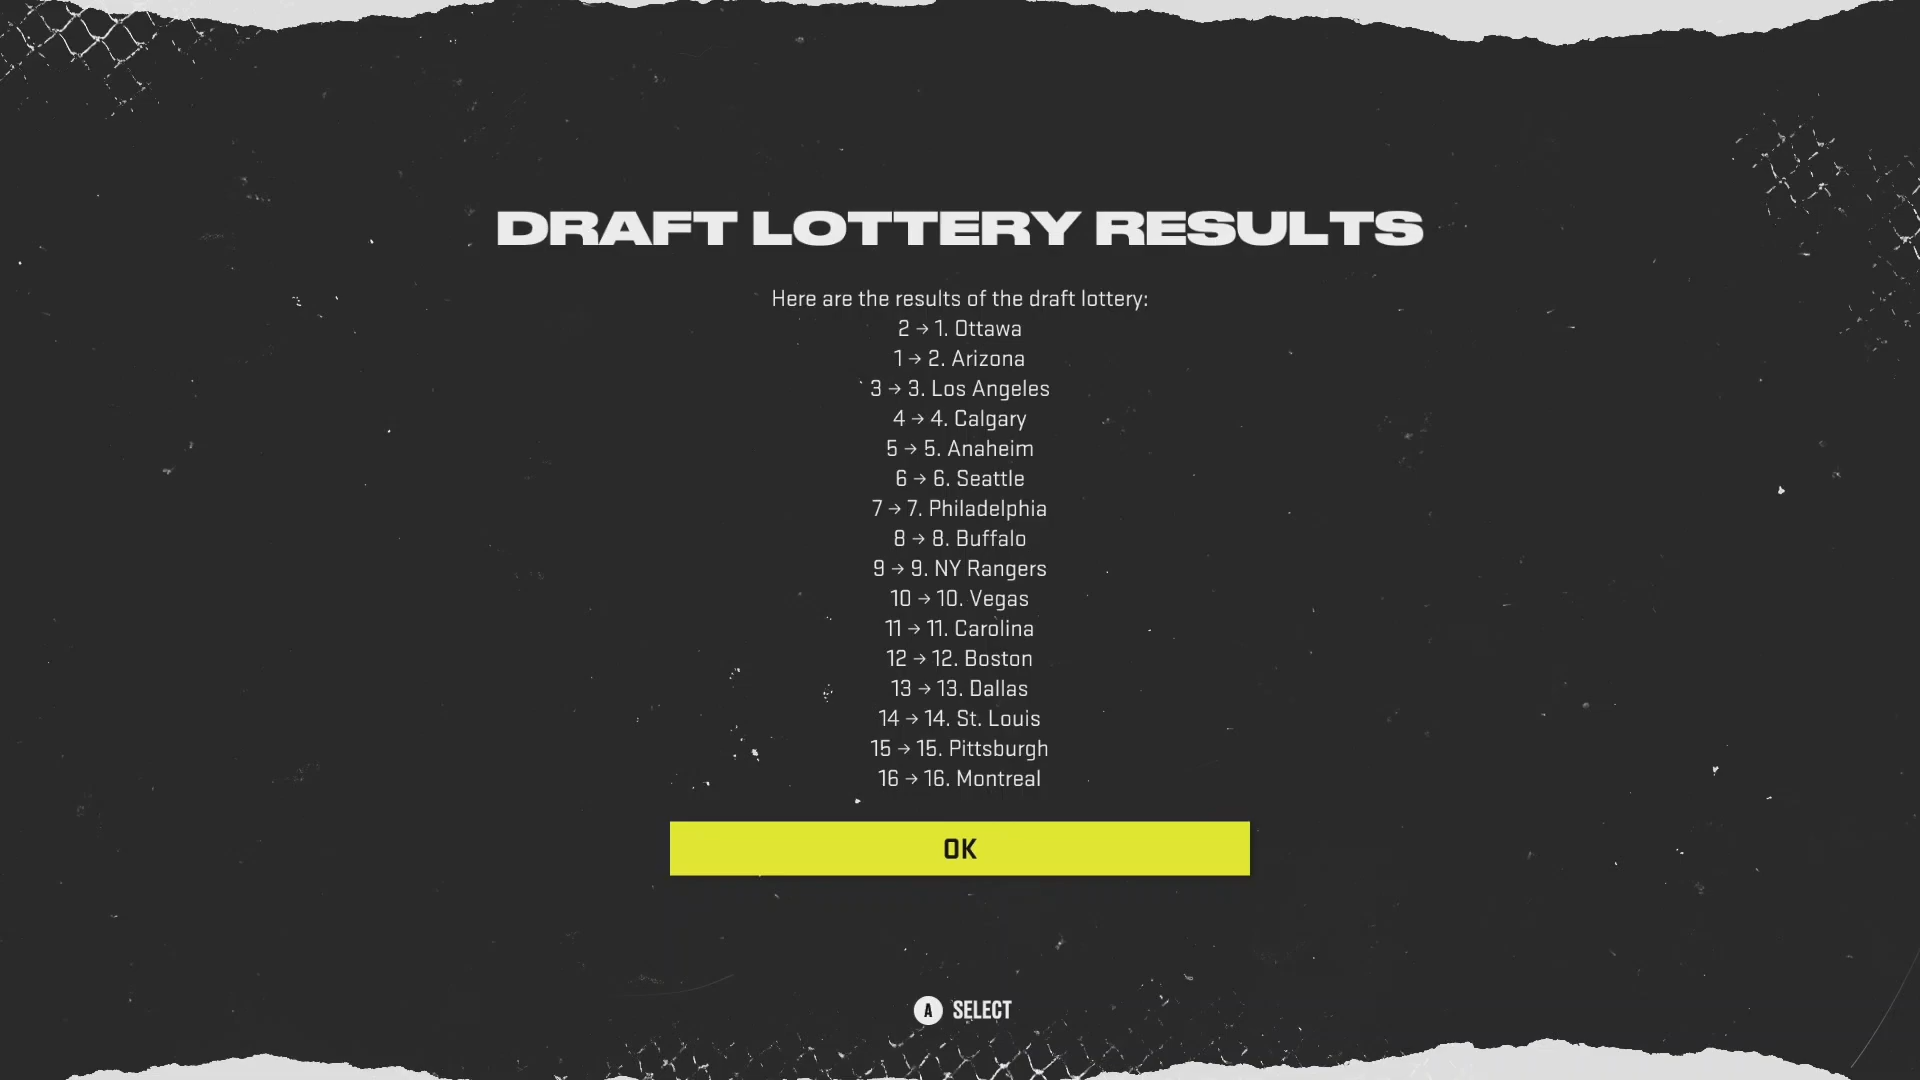 DRAFT LOTTERY RESULTS
Here are the results of the draft lottery:
2 → 1. Ottawa
1 → 2. Arizona
3 → 3. Los Angeles
4 → 4. Calgary
5 → 5. Anaheim
6 → 6. Seattle
7 → 7. Philadelphia
8 → 8. Buffalo
9 → 9. NY Rangers
10 → 10. Vegas
11 → 11. Carolina
12 → 12. Boston
13 → 13. Dallas
14 → 14. St. Louis
15 → 15. Pittsburgh
16 → 16. Montreal
OK
A SELECT